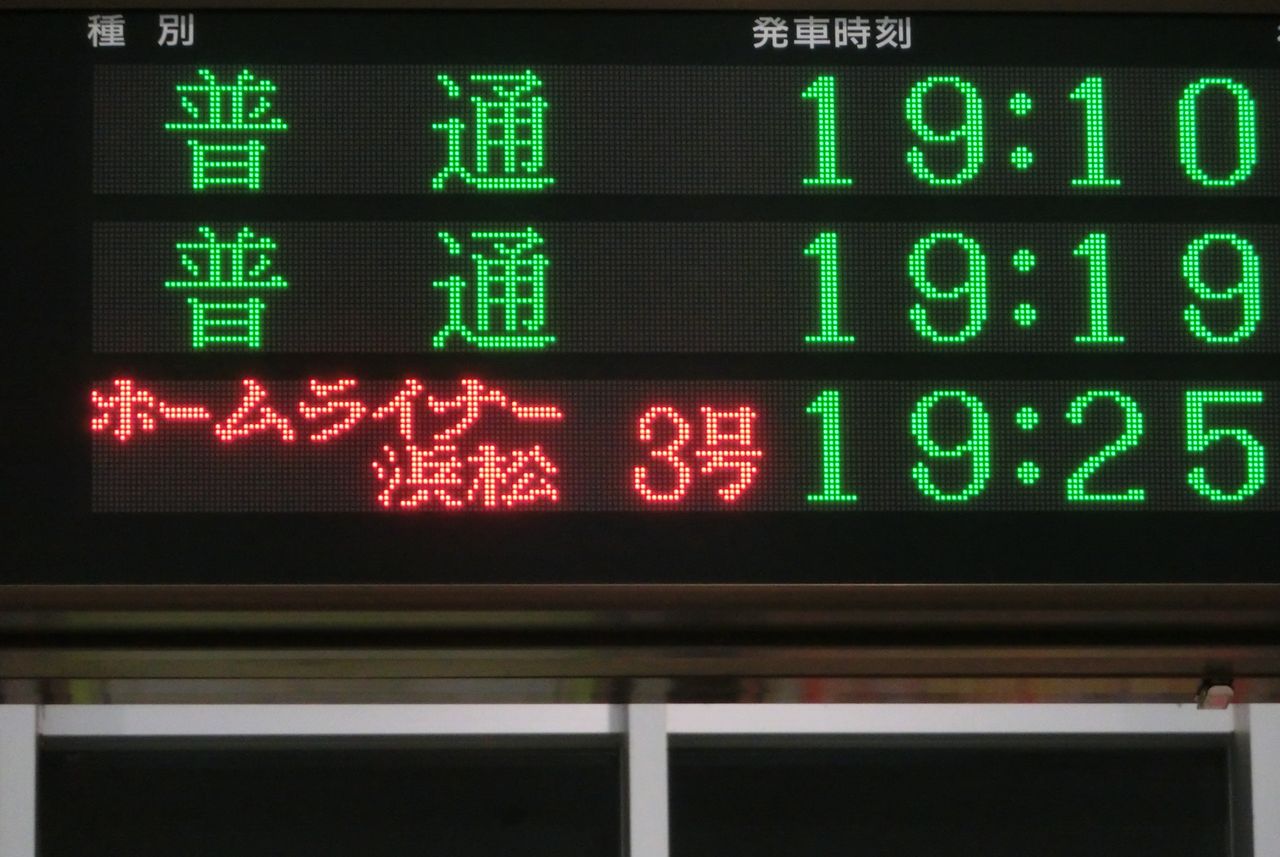 種別 発車時刻
普通 19:10
普通 19:19
ホームライナー
浜松 3号 19:25